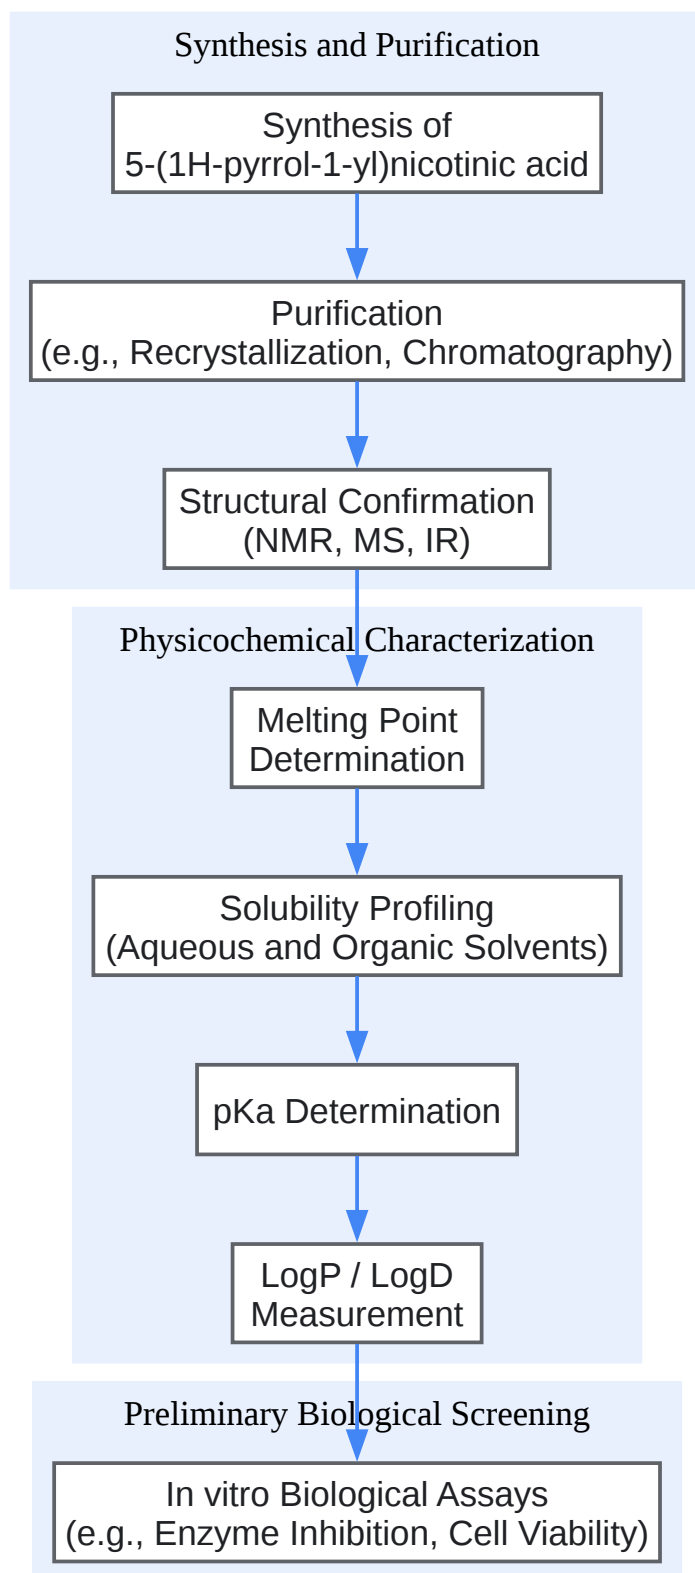 Synthesis and Purification
Synthesis of
5-(1H-pyrrol-1-yl)nicotinic acid
Purification
(e.g., Recrystallization, Chromatography)
Structural Confirmation
(NMR, MS, IR)
Physicochemical Characterization
Melting Point
Determination
Solubility Profiling
(Aqueous and Organic Solvents)
pKa Determination
LogP / LogD
Measurement
Preliminary Biological Screening
In vitro Biological Assays
(e.g., Enzyme Inhibition, Cell Viability)